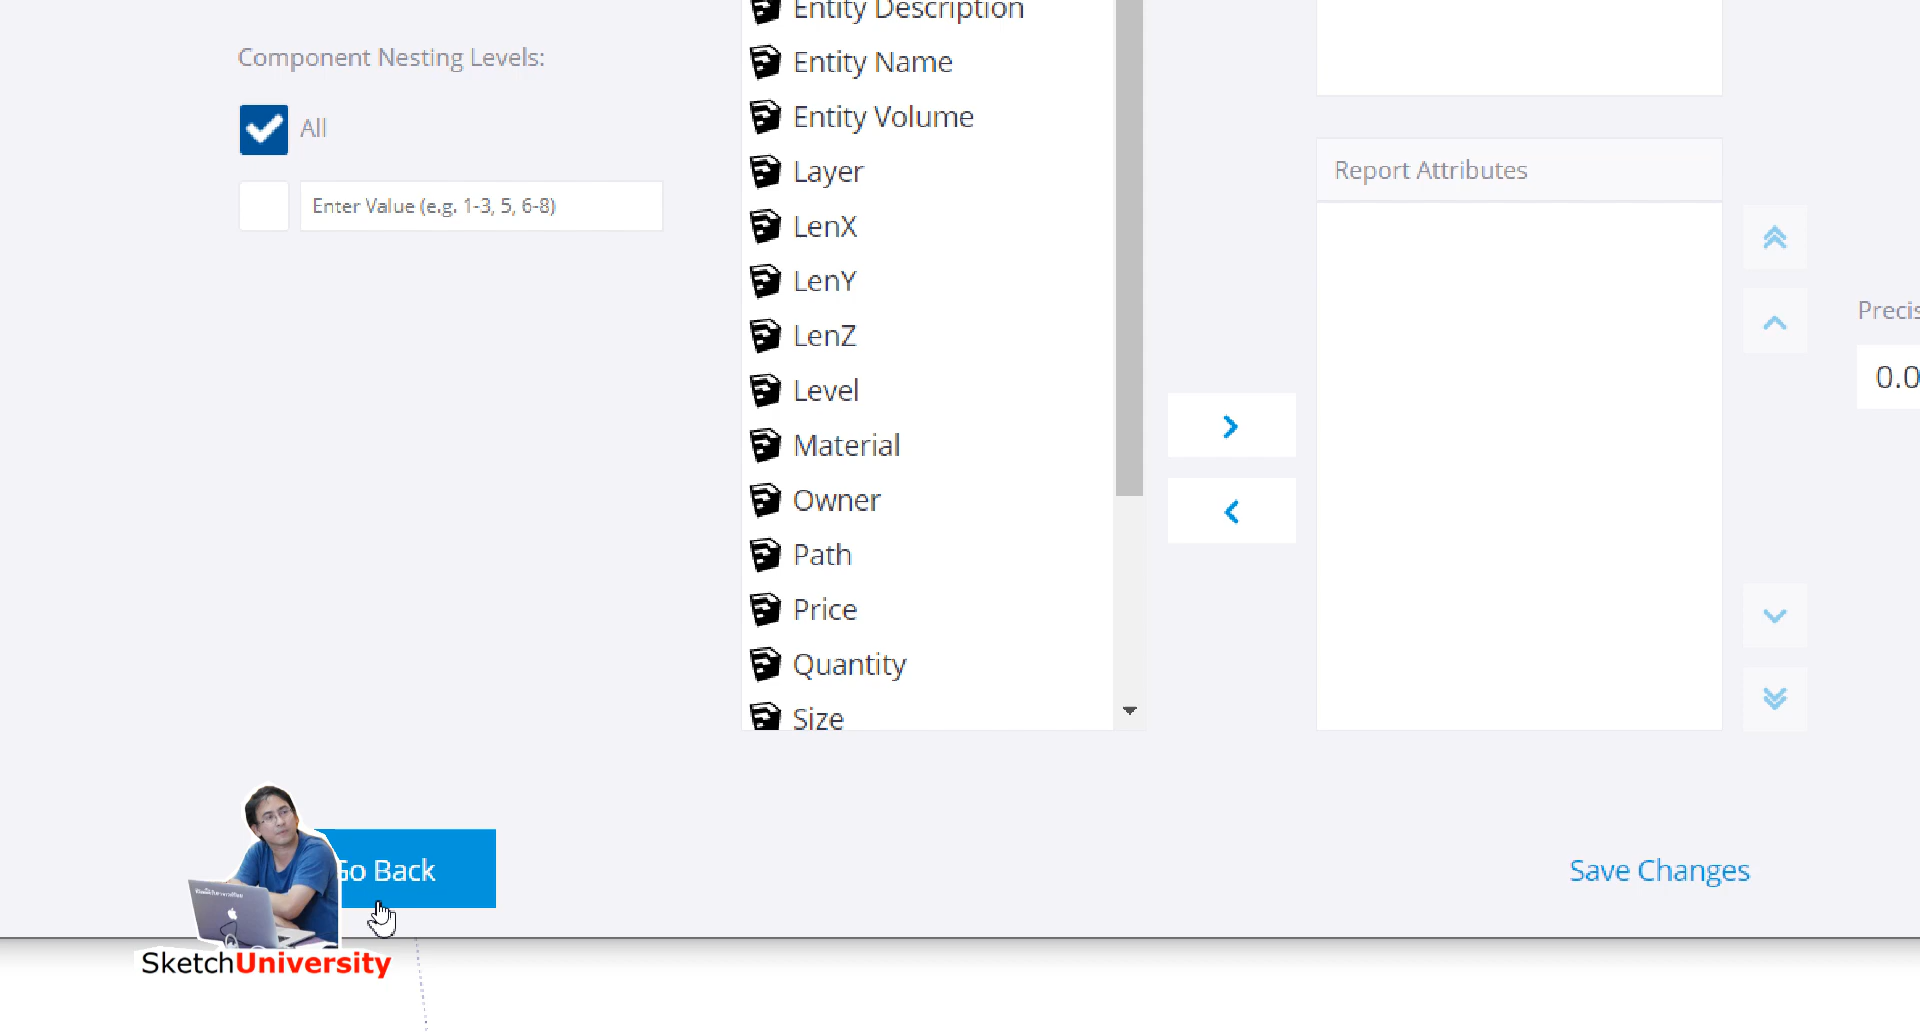 Component Nesting Levels:
All
Enter Value (e.g. 1-3, 5, 6-8)
Entity Description
Entity Name
Entity Volume
Layer
LenX
LenY
LenZ
Level
Material
Owner
Path
Price
Quantity
Size
Report Attributes
Precis
0.0
Go Back
Save Changes
SketchUniversity